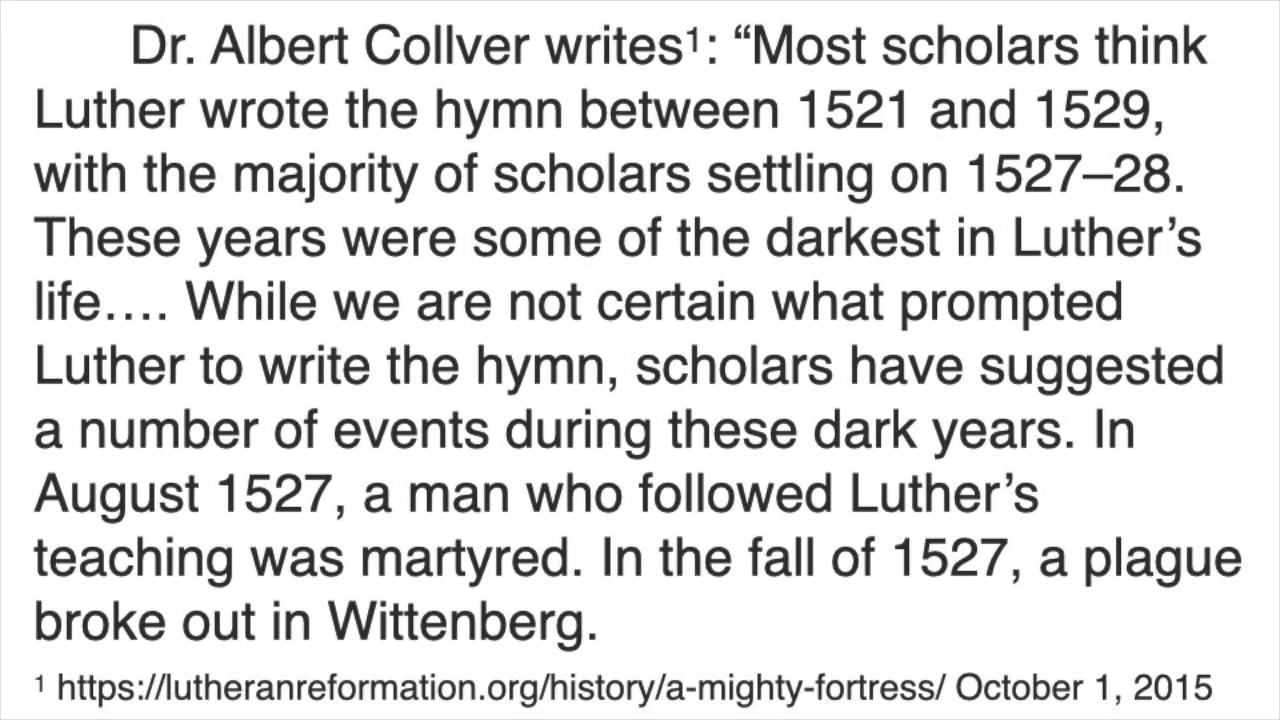 Dr. Albert Collver writes¹: “Most scholars think
Luther wrote the hymn between 1521 and 1529,
with the majority of scholars settling on 1527–28.
These years were some of the darkest in Luther’s
life…. While we are not certain what prompted
Luther to write the hymn, scholars have suggested
a number of events during these dark years. In
August 1527, a man who followed Luther’s
teaching was martyred. In the fall of 1527, a plague
broke out in Wittenberg.
¹ https://lutheranreformation.org/history/a-mighty-fortress/ October 1, 2015